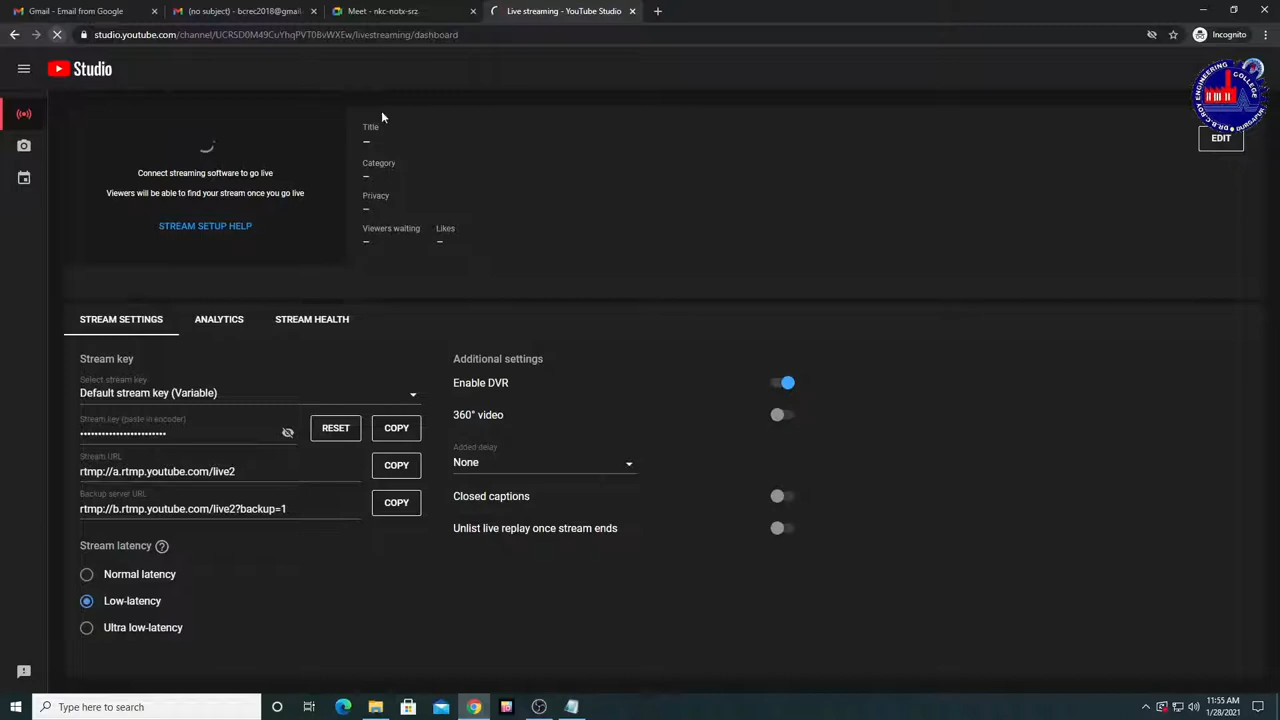 Gmail - Email from Google
(no subject) - bcrec2018@gmail
Meet - nkc-notx-srz
Live streaming - YouTube Studio
studio.youtube.com/channel/UCRSD0M49CuYhqPVT0BvWXEw/livestreaming/dashboard
Incognito
Studio
Title
–
Connect streaming software to go live
Viewers will be able to find your stream once you go live
STREAM SETUP HELP
Category
–
Privacy
–
Viewers waiting Likes
– –
EDIT
STREAM SETTINGS ANALYTICS STREAM HEALTH
Stream key
Select stream key
Default stream key (Variable)
Stream key (paste in encoder)
••••••••••••••••••••••••
RESET COPY
Stream URL
rtmp://a.rtmp.youtube.com/live2
COPY
Backup server URL
rtmp://b.rtmp.youtube.com/live2?backup=1
COPY
Stream latency ?
Normal latency
Low-latency
Ultra low-latency
Additional settings
Enable DVR
360° video
Added delay
None
Closed captions
Unlist live replay once stream ends
Type here to search
11:55 AM
1/28/2021